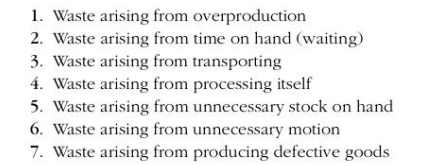 1. Waste arising from overproduction
2. Waste arising from time on hand (waiting)
3. Waste arising from transporting
4. Waste arising from processing itself
5. Waste arising from unnecessary stock on hand
6. Waste arising from unnecessary motion
7. Waste arising from producing defective goods